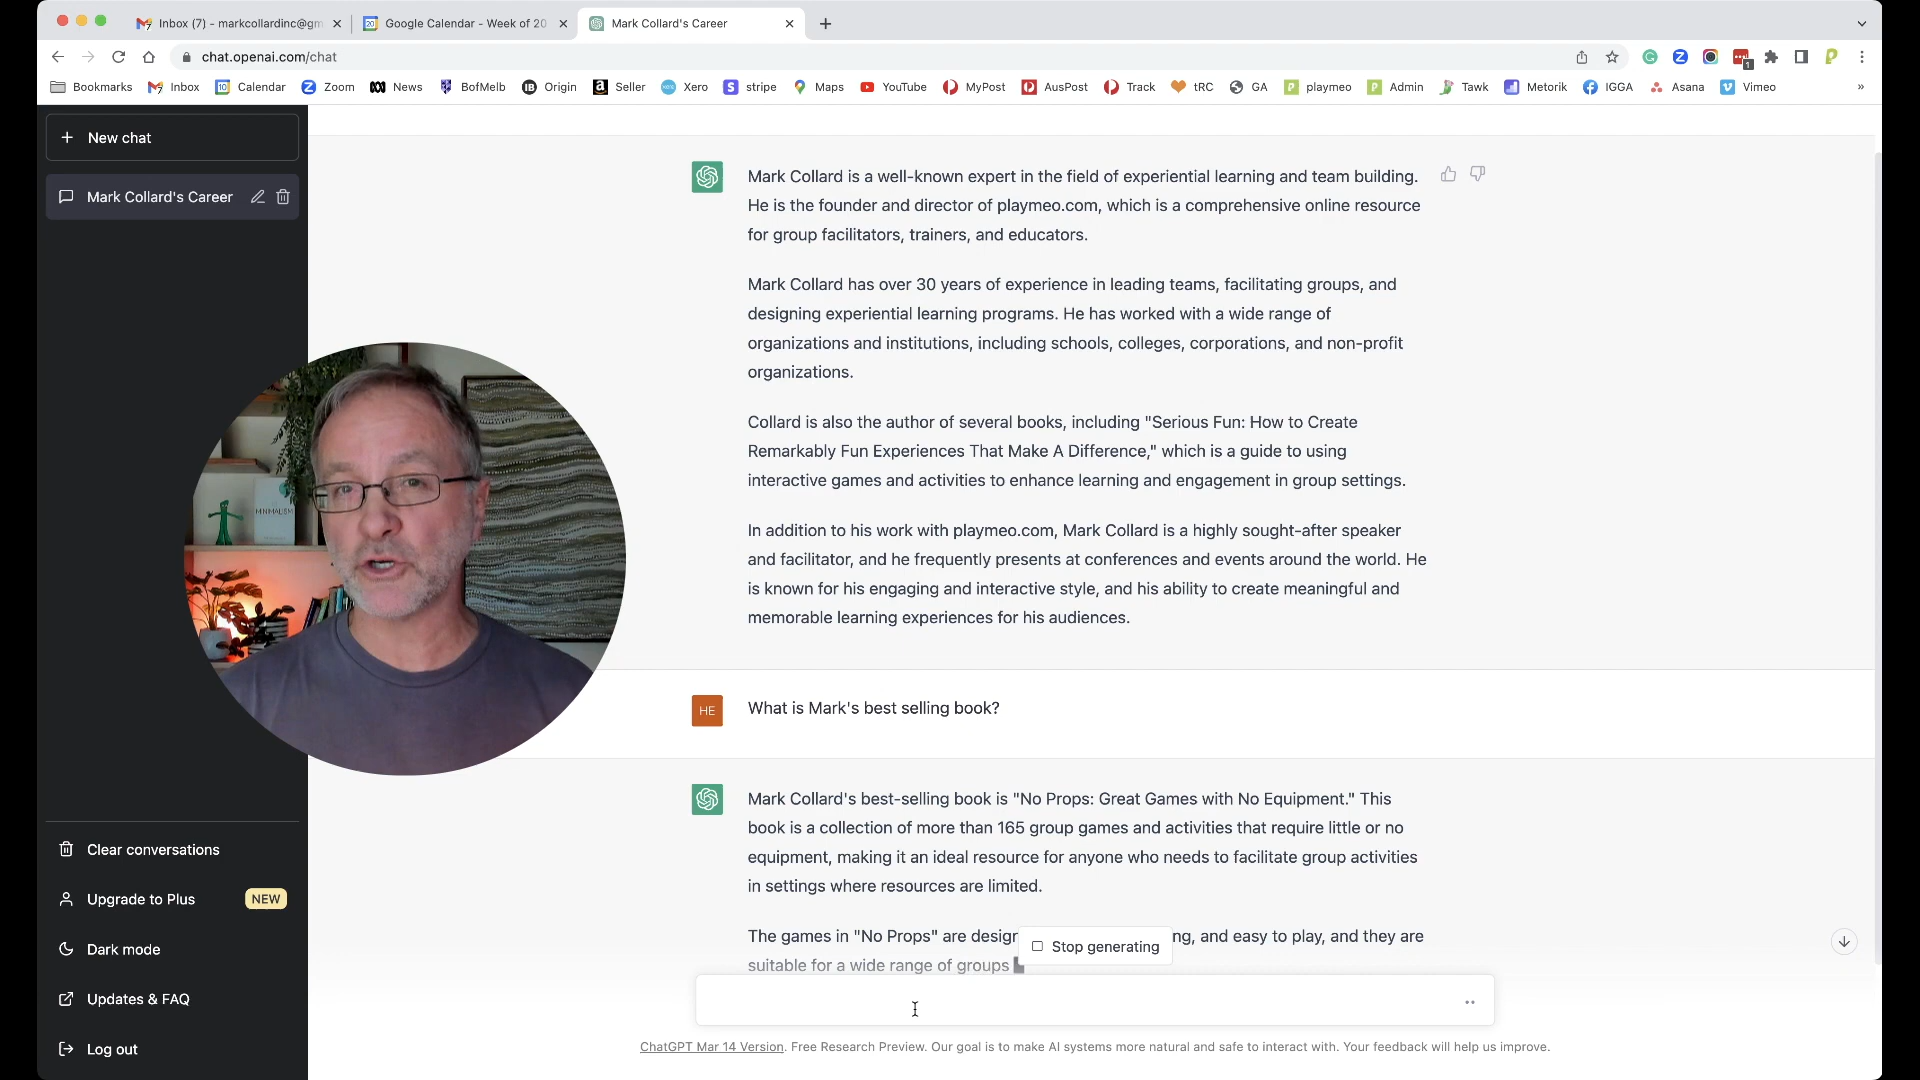 Inbox (7) - markcollardinc@gm
Google Calendar - Week of 20
Mark Collard's Career
chat.openai.com/chat
1
Bookmarks
Inbox
Calendar
Zoom
News
BofMelb
Origin
Seller
Xero
stripe
Maps
YouTube
MyPost
AusPost
Track
tRC
GA
playmeo
Admin
Tawk
Metorik
IGGA
Asana
Vimeo
»
New chat
Mark Collard's Career
Mark Collard is a well-known expert in the field of experiential learning and team building.
He is the founder and director of playmeo.com, which is a comprehensive online resource
for group facilitators, trainers, and educators.
Mark Collard has over 30 years of experience in leading teams, facilitating groups, and
designing experiential learning programs. He has worked with a wide range of
organizations and institutions, including schools, colleges, corporations, and non-profit
organizations.
Collard is also the author of several books, including "Serious Fun: How to Create
Remarkably Fun Experiences That Make A Difference," which is a guide to using
interactive games and activities to enhance learning and engagement in group settings.
In addition to his work with playmeo.com, Mark Collard is a highly sought-after speaker
and facilitator, and he frequently presents at conferences and events around the world. He
is known for his engaging and interactive style, and his ability to create meaningful and
memorable learning experiences for his audiences.
MINIMALISM
HE
What is Mark's best selling book?
Mark Collard's best-selling book is "No Props: Great Games with No Equipment." This
book is a collection of more than 165 group games and activities that require little or no
equipment, making it an ideal resource for anyone who needs to facilitate group activities
in settings where resources are limited.
The games in "No Props" are desig
Stop generating
ng, and easy to play, and they are
suitable for a wide range of groups
Clear conversations
Upgrade to Plus
NEW
Dark mode
Updates & FAQ
Log out
ChatGPT Mar 14 Version. Free Research Preview. Our goal is to make AI systems more natural and safe to interact with. Your feedback will help us improve.